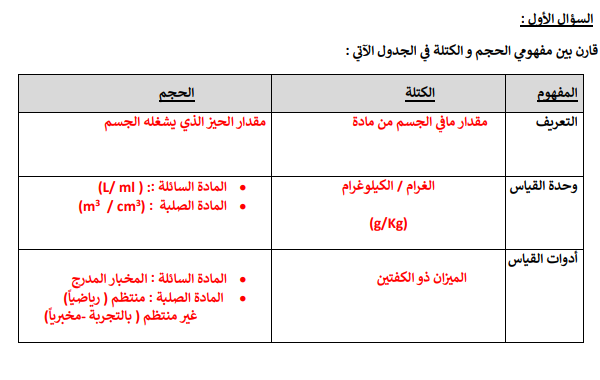 السؤال الأول :
قارن بين مفهومي الحجم و الكتلة في الجدول الآتي :
المفهوم الكتلة الحجم
التعريف مقدار مافي الجسم من مادة مقدار الحيز الذي يشغله الجسم
وحدة القياس الغرام / الكيلوغرام • المادة السائلة :: ( L/ ml)
• المادة الصلبة : (m³ / cm³)
(g/Kg)
أدوات القياس
الميزان ذو الكفتين • المادة السائلة : المخبار المدرج
• المادة الصلبة : منتظم ( رياضياً)
غير منتظم ( بالتجربة -مخبرياً)